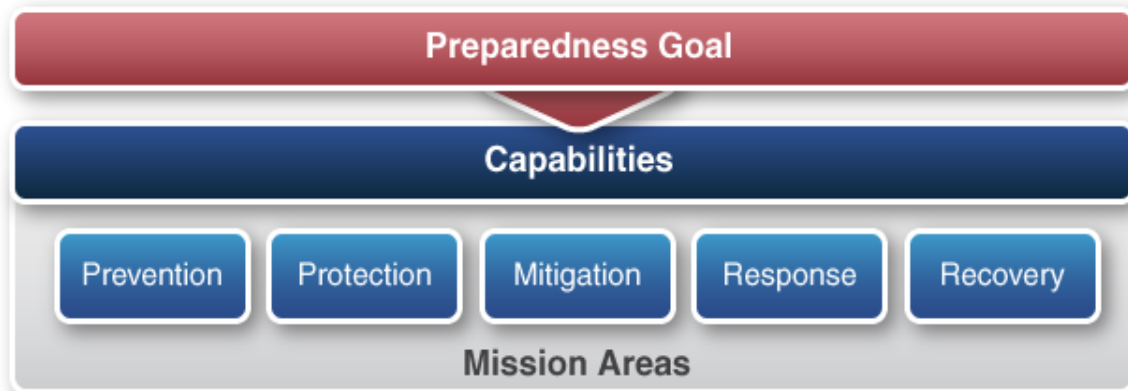 Preparedness Goal
Capabilities
Prevention Protection Mitigation Response Recovery
Mission Areas